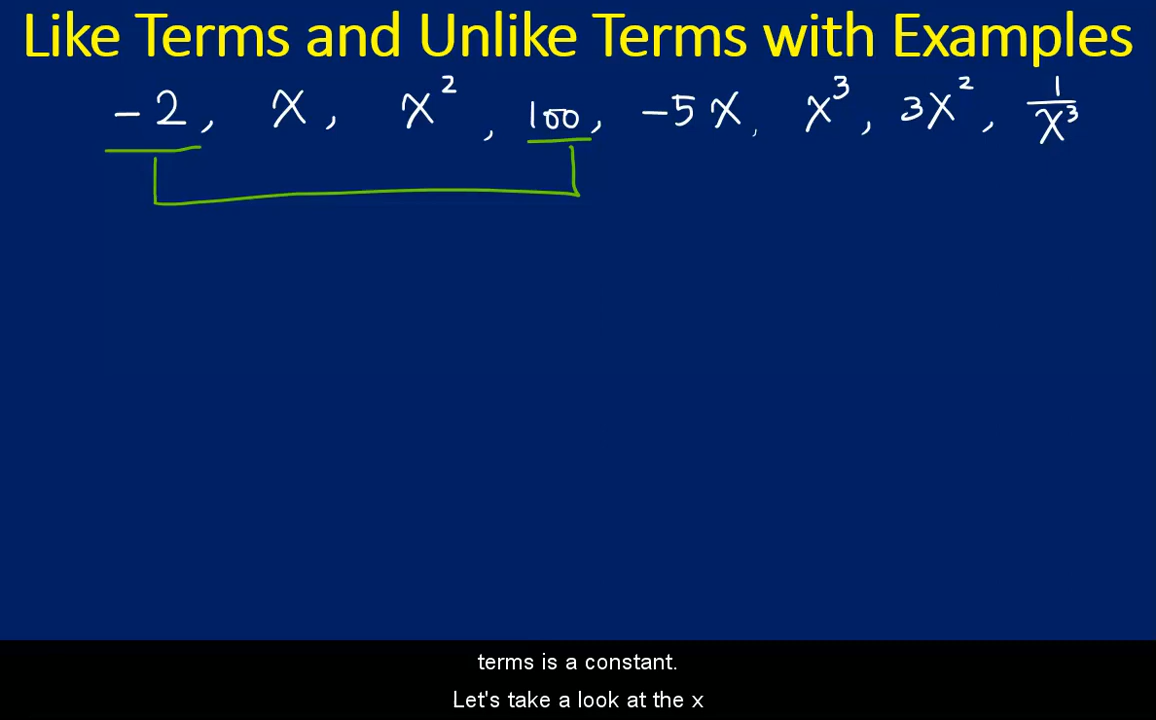 Like Terms and Unlike Terms with Examples
-2, x, x², 100, -5x, x³, 3x², 1/x³
terms is a constant.
Let's take a look at the x